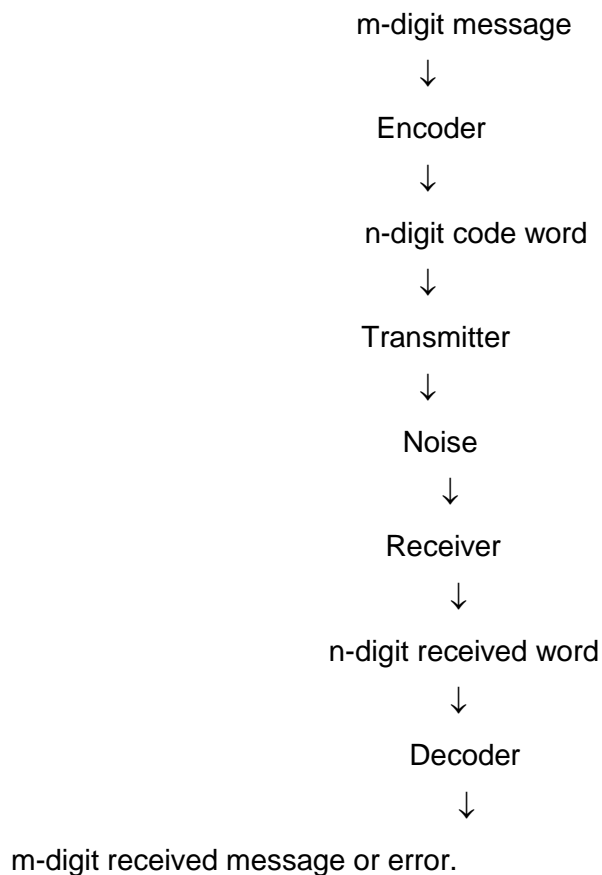 m-digit message
↓
Encoder
↓
n-digit code word
↓
Transmitter
↓
Noise
↓
Receiver
↓
n-digit received word
↓
Decoder
↓
m-digit received message or error.